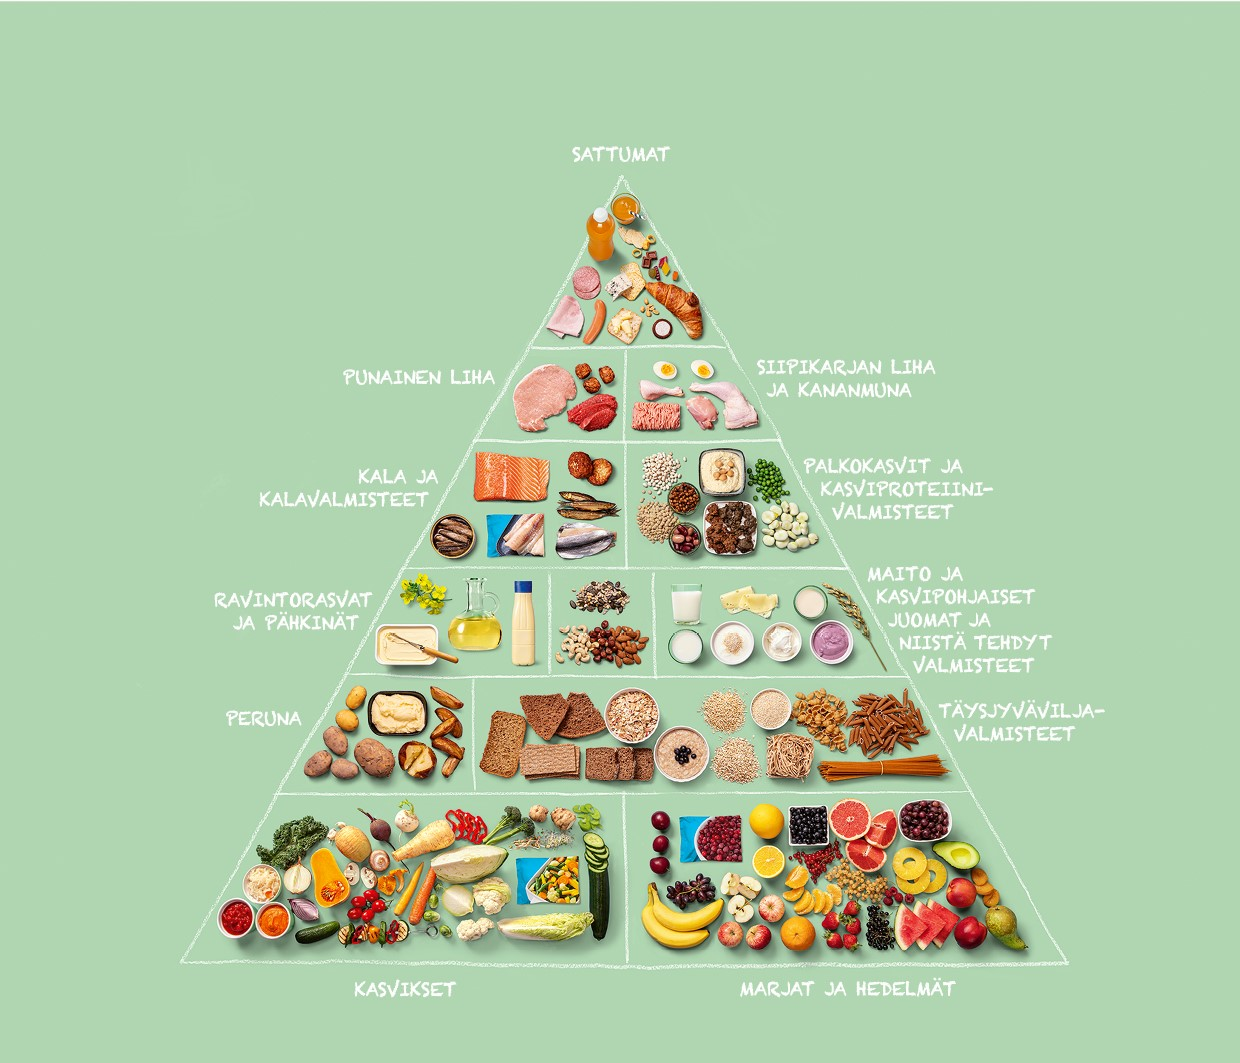 SATTUMAT
PUNAINEN LIHA
SIIPIKARJAN LIHA
JA KANANMUNA
KALA JA
KALAVALMISTEET
PALKOKASVIT JA
KASVIPROTEIINI-
VALMISTEET
RAVINTORASVAT
JA PÄHKINÄT
MAITO JA
KASVIPOHJAISET
JUOMAT JA
NIISTÄ TEHDYT
VALMISTEET
PERUNA
TÄYSJYVÄVILJA-
VALMISTEET
KASVIKSET
MARJAT JA HEDELMÄT